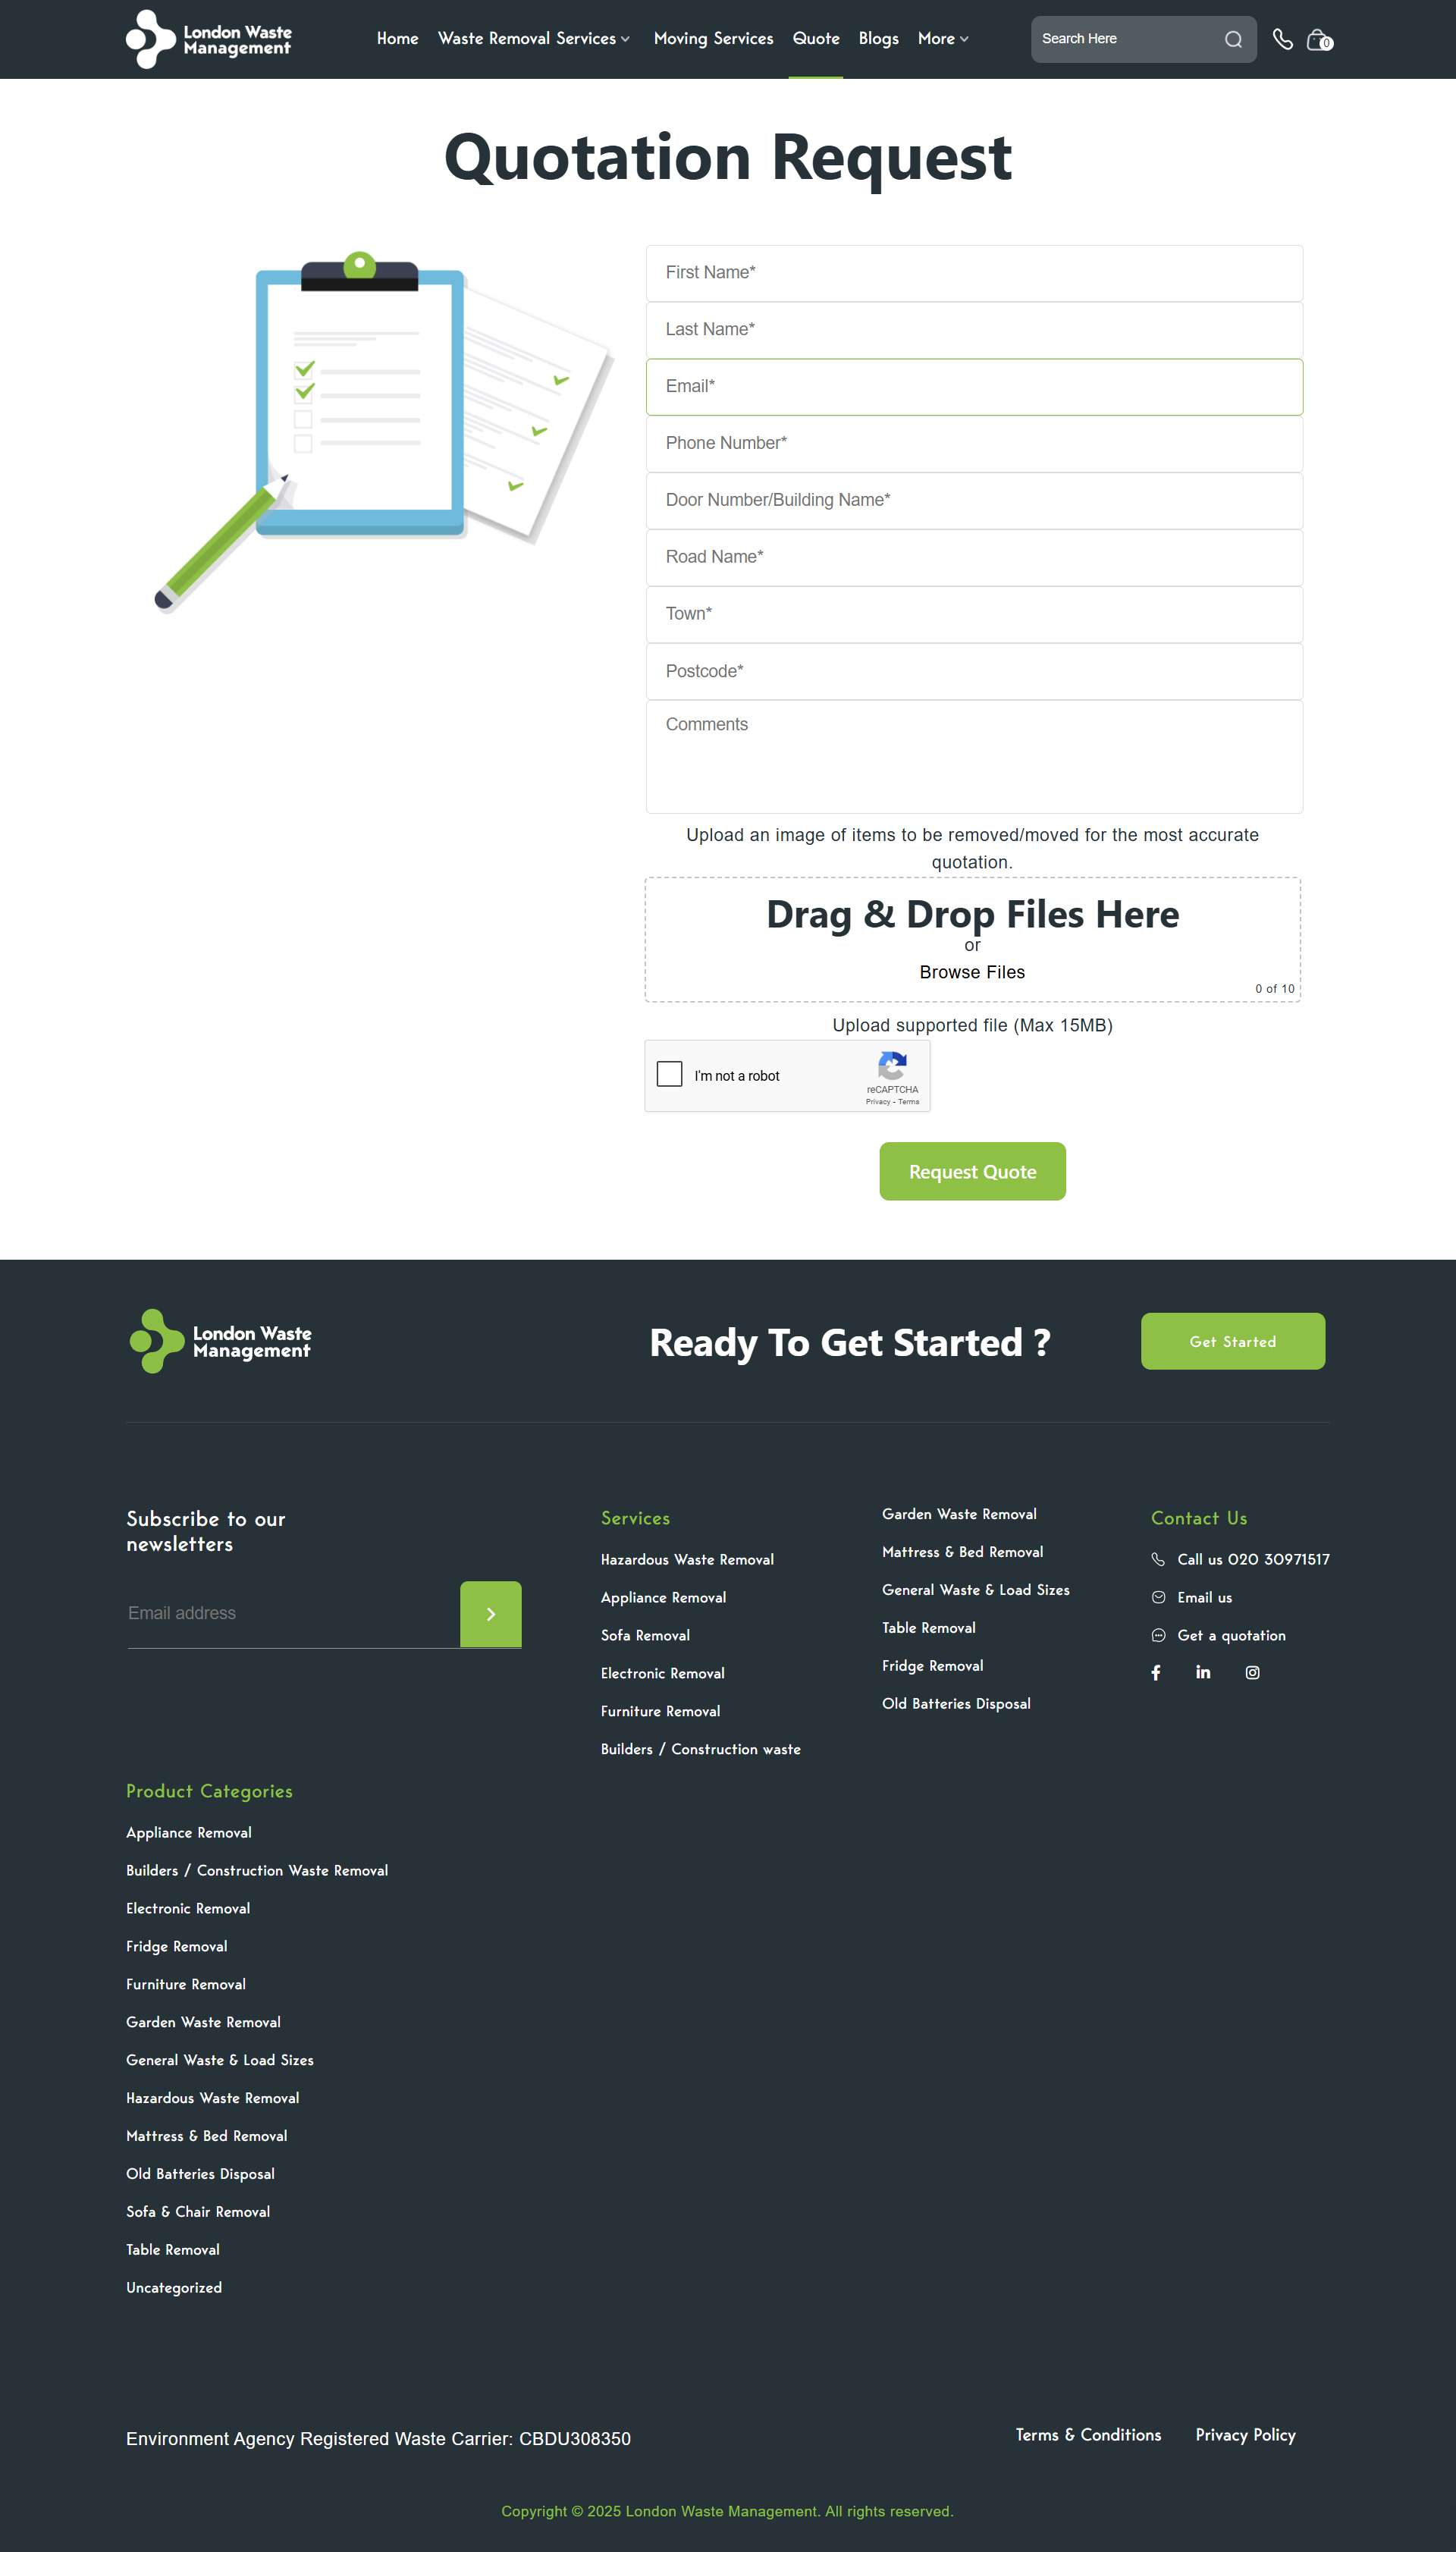 London Waste
Management
Home
Waste Removal Services
Moving Services
Quote
Blogs
More
Search Here
0
Quotation Request
First Name*
Last Name*
Email*
Phone Number*
Door Number/Building Name*
Road Name*
Town*
Postcode*
Comments
Upload an image of items to be removed/moved for the most accurate
quotation.
Drag & Drop Files Here
or
Browse Files
0 of 10
Upload supported file (Max 15MB)
I'm not a robot
reCAPTCHA
Privacy - Terms
Request Quote
London Waste
Management
Ready To Get Started ?
Get Started
Subscribe to our
newsletters
Email address
Services
Hazardous Waste Removal
Appliance Removal
Sofa Removal
Electronic Removal
Furniture Removal
Builders / Construction waste
Garden Waste Removal
Mattress & Bed Removal
General Waste & Load Sizes
Table Removal
Fridge Removal
Old Batteries Disposal
Contact Us
Call us 020 30971517
Email us
Get a quotation
Product Categories
Appliance Removal
Builders / Construction Waste Removal
Electronic Removal
Fridge Removal
Furniture Removal
Garden Waste Removal
General Waste & Load Sizes
Hazardous Waste Removal
Mattress & Bed Removal
Old Batteries Disposal
Sofa & Chair Removal
Table Removal
Uncategorized
Environment Agency Registered Waste Carrier: CBDU308350
Terms & Conditions
Privacy Policy
Copyright © 2025 London Waste Management. All rights reserved.